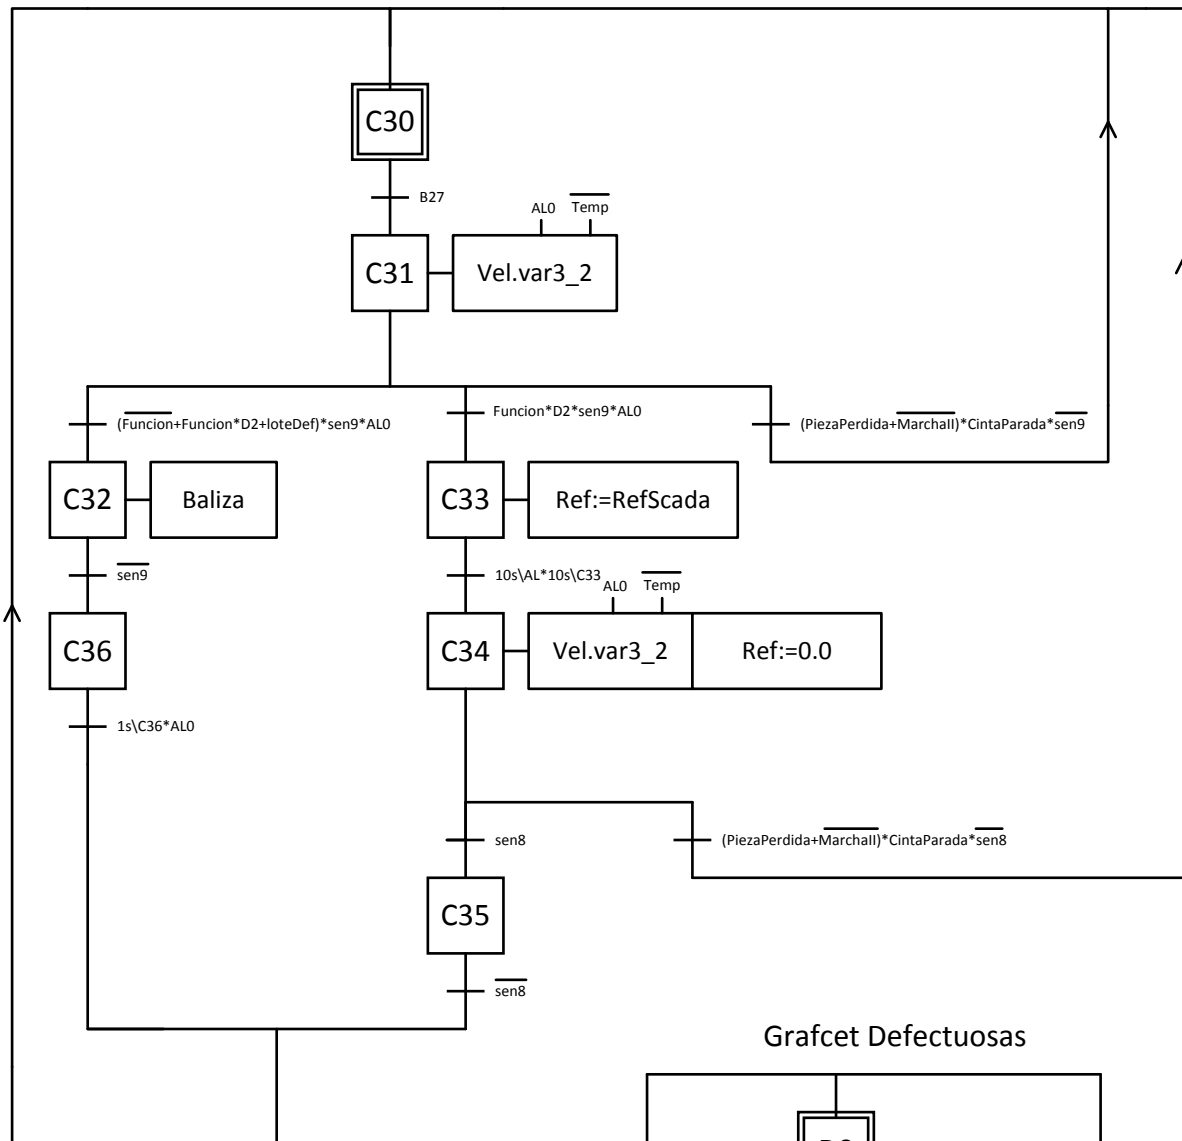 C30
B27
AL0 Temp
C31 Vel.var3_2
(Funcion+Funcion*D2+loteDef)*sen9*AL0
Funcion*D2*sen9*AL0
(PiezaPerdida+MarchaII)*CintaParada*sen9
C32 Baliza
C33 Ref:=RefScada
sen9
10s\AL*10s\C33
AL0 Temp
C36
C34 Vel.var3_2 Ref:=0.0
1s\C36*AL0
sen8
(PiezaPerdida+MarchaII)*CintaParada*sen8
C35
sen8
Grafcet Defectuosas